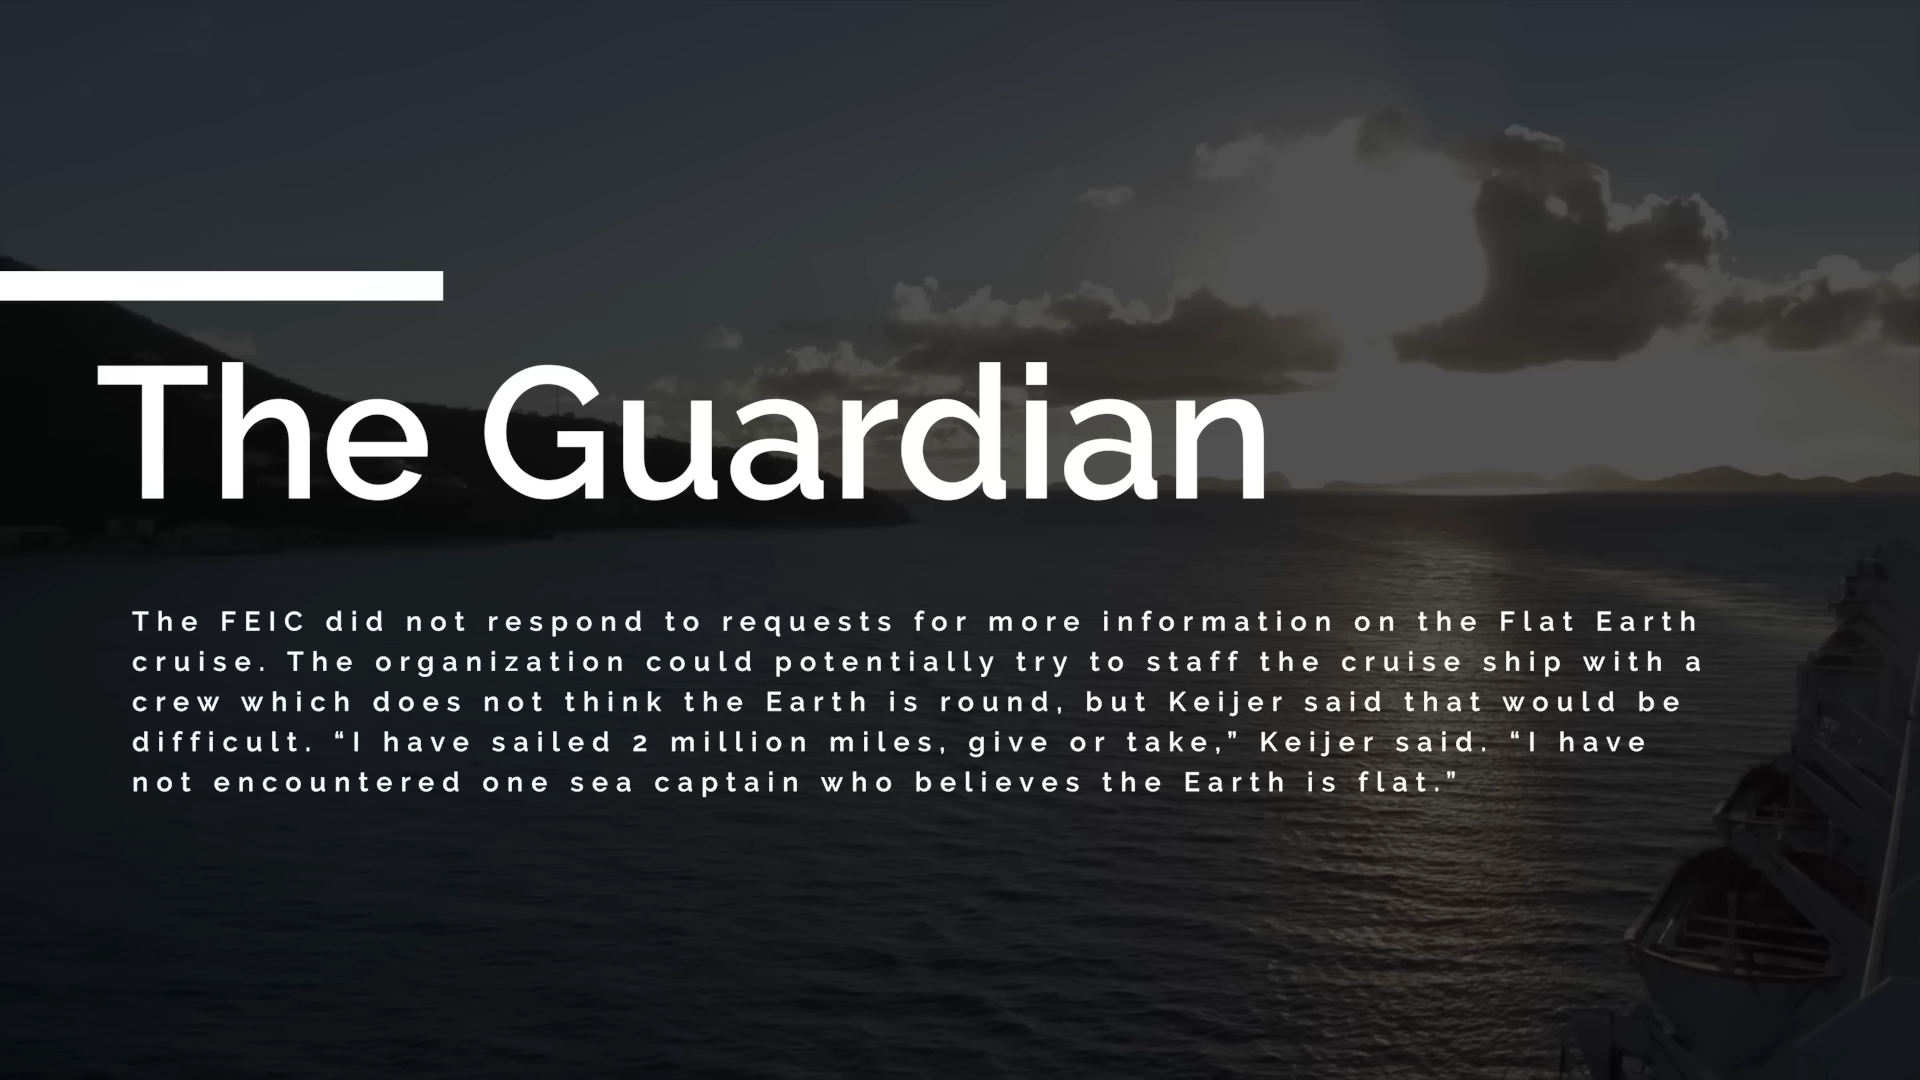 The Guardian
The FEIC did not respond to requests for more information on the Flat Earth
cruise. The organization could potentially try to staff the cruise ship with a
crew which does not think the Earth is round, but Keijer said that would be
difficult. “I have sailed 2 million miles, give or take,” Keijer said. “I have
not encountered one sea captain who believes the Earth is flat.”